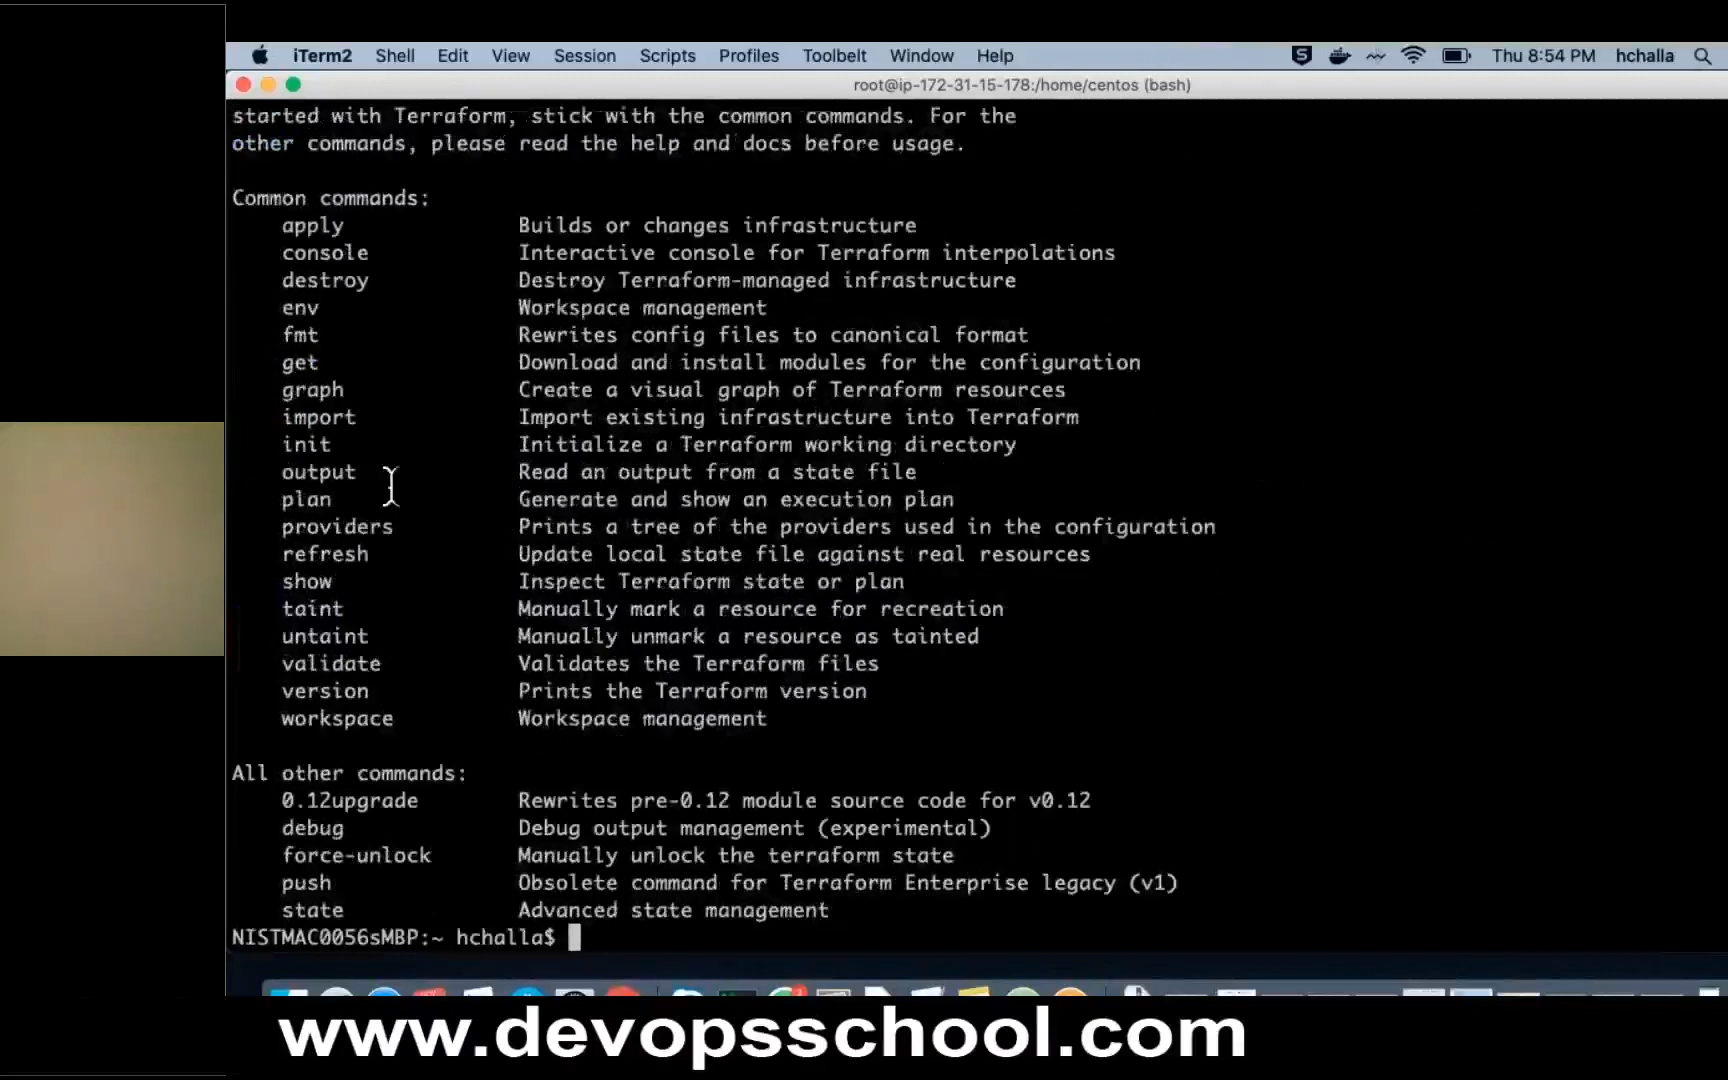 iTerm2 Shell Edit View Session Scripts Profiles Toolbelt Window Help Thu 8:54 PM hchalla
root@ip-172-31-15-178:/home/centos (bash)
started with Terraform, stick with the common commands. For the
other commands, please read the help and docs before usage.
Common commands:
apply Builds or changes infrastructure
console Interactive console for Terraform interpolations
destroy Destroy Terraform-managed infrastructure
env Workspace management
fmt Rewrites config files to canonical format
get Download and install modules for the configuration
graph Create a visual graph of Terraform resources
import Import existing infrastructure into Terraform
init Initialize a Terraform working directory
output Read an output from a state file
plan Generate and show an execution plan
providers Prints a tree of the providers used in the configuration
refresh Update local state file against real resources
show Inspect Terraform state or plan
taint Manually mark a resource for recreation
untaint Manually unmark a resource as tainted
validate Validates the Terraform files
version Prints the Terraform version
workspace Workspace management
All other commands:
0.12upgrade Rewrites pre-0.12 module source code for v0.12
debug Debug output management (experimental)
force-unlock Manually unlock the terraform state
push Obsolete command for Terraform Enterprise legacy (v1)
state Advanced state management
NISTMAC0056sMBP:~ hchalla$
www.devopsschool.com